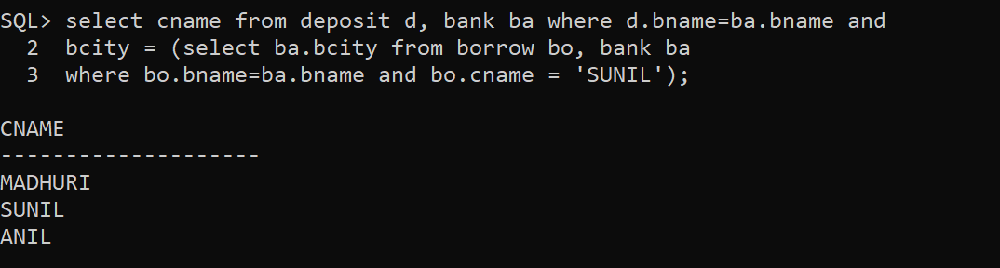 SQL> select cname from deposit d, bank ba where d.bname=ba.bname and
  2  bcity = (select ba.bcity from borrow bo, bank ba
  3  where bo.bname=ba.bname and bo.cname = 'SUNIL');
CNAME
--------------------
MADHURI
SUNIL
ANIL